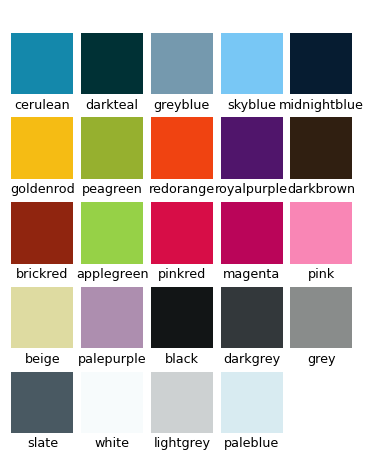 cerulean darkteal greyblue skyblue midnightblue
goldenrod peagreen redorange royalpurple darkbrown
brickred applegreen pinkred magenta pink
beige palepurple black darkgrey grey
slate white lightgrey paleblue